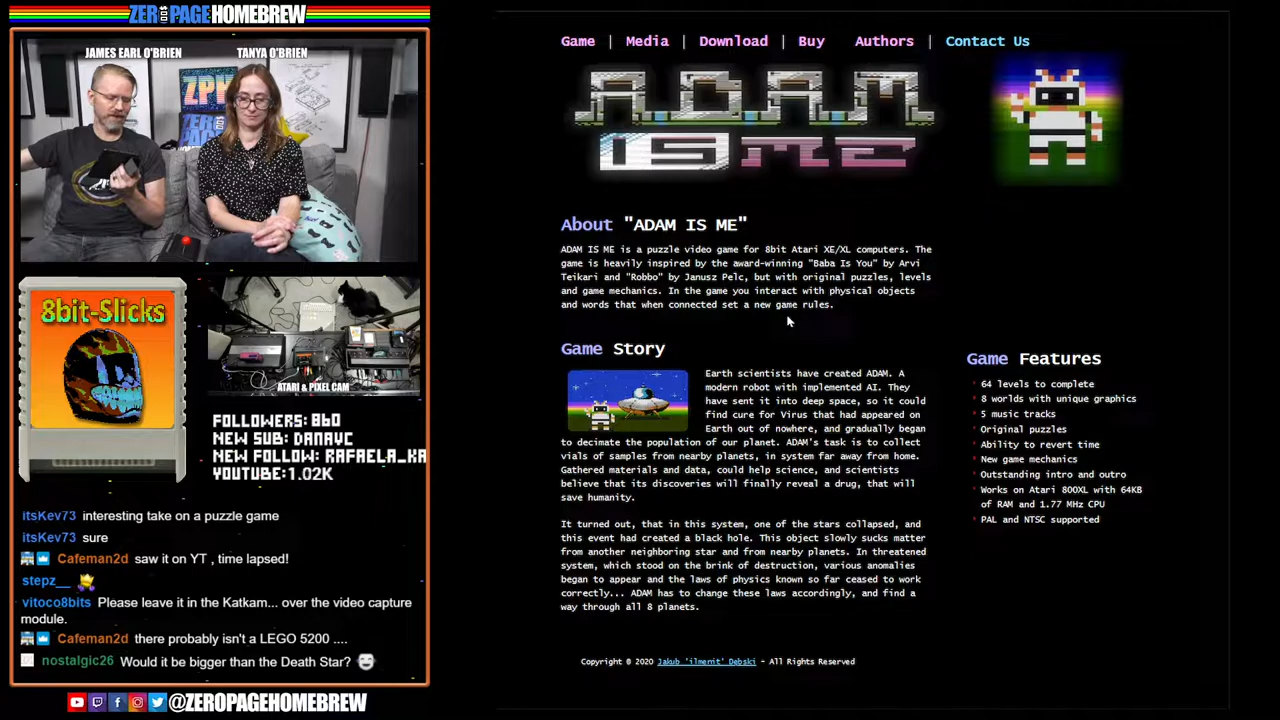 ZEROPAGE HOMEBREW
JAMES EARL O'BRIEN
TANYA O'BRIEN
ZPH
8bit-Slicks
ATARI & PIXEL CAM
FOLLOWERS: 860
NEW SUB: DANAYC
NEW FOLLOW: RAFAELA_KA
YOUTUBE: 1.02K
itsKev73 interesting take on a puzzle game
itsKev73 sure
Cafeman2d saw it on YT , time lapsed!
stepz__
vitoco8bits Please leave it in the Katkam... over the video capture
module.
Cafeman2d there probably isn't a LEGO 5200 ....
nostalgic26 Would it be bigger than the Death Star?
@ZEROPAGEHOMEBREW
Game | Media | Download | Buy Authors | Contact Us
ADAM
IS ME
About "ADAM IS ME"
ADAM IS ME is a puzzle video game for 8bit Atari XE/XL computers. The
game is heavily inspired by the award-winning "Baba Is You" by Arvi
Teikari and "Robbo" by Janusz Pelc, but with original puzzles, levels
and game mechanics. In the game you interact with physical objects
and words that when connected set a new game rules.
Game Story
Earth scientists have created ADAM. A
modern robot with implemented AI. They
have sent it into deep space, so it could
find cure for Virus that had appeared on
Earth out of nowhere, and gradually began
to decimate the population of our planet. ADAM's task is to collect
vials of samples from nearby planets, in system far away from home.
Gathered materials and data, could help science, and scientists
believe that its discoveries will finally reveal a drug, that will
save humanity.
It turned out, that in this system, one of the stars collapsed, and
this event had created a black hole. This object slowly sucks matter
from another neighboring star and from nearby planets. In threatened
system, which stood on the brink of destruction, various anomalies
began to appear and the laws of physics known so far ceased to work
correctly... ADAM has to change these laws accordingly, and find a
way through all 8 planets.
Game Features
64 levels to complete
8 worlds with unique graphics
5 music tracks
Original puzzles
Ability to revert time
New game mechanics
Outstanding intro and outro
Works on Atari 800XL with 64KB
of RAM and 1.77 MHz CPU
PAL and NTSC supported
Copyright © 2020 Jakub 'ilmenit' Debski - All Rights Reserved